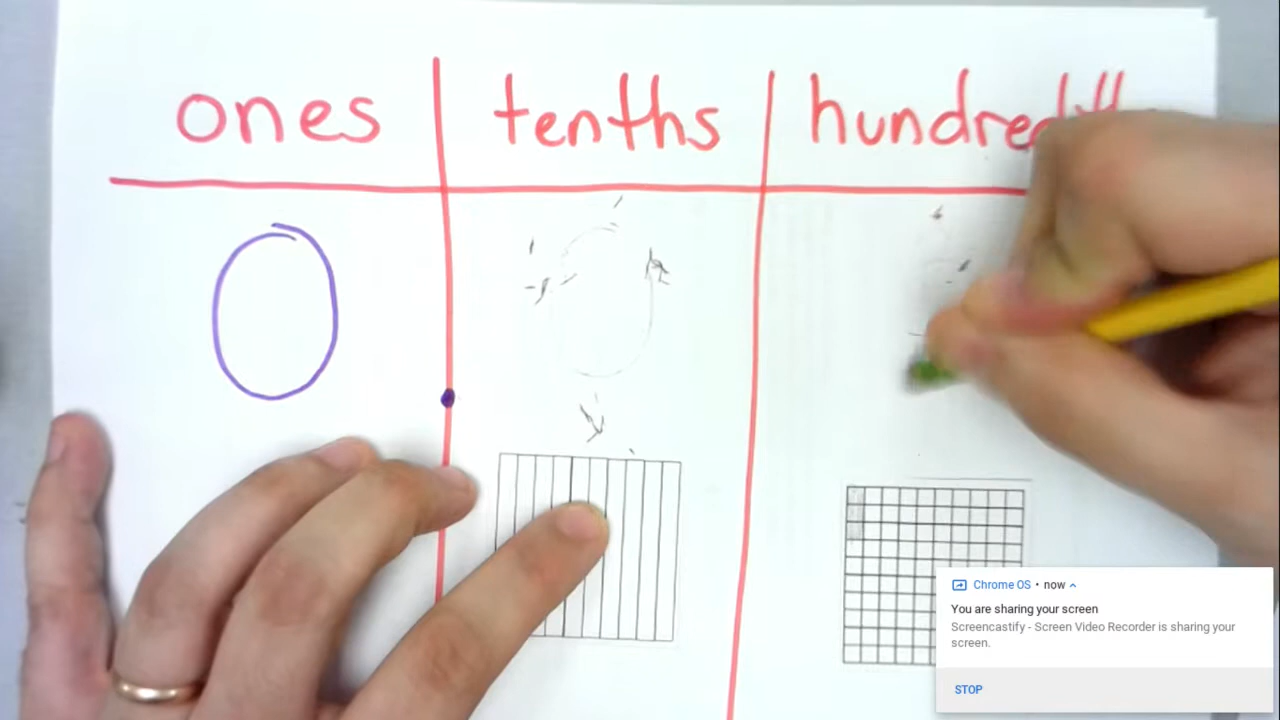 ones tenths
0 .
Chrome OS • now
You are sharing your screen
Screencastify - Screen Video Recorder is sharing your
screen.
STOP